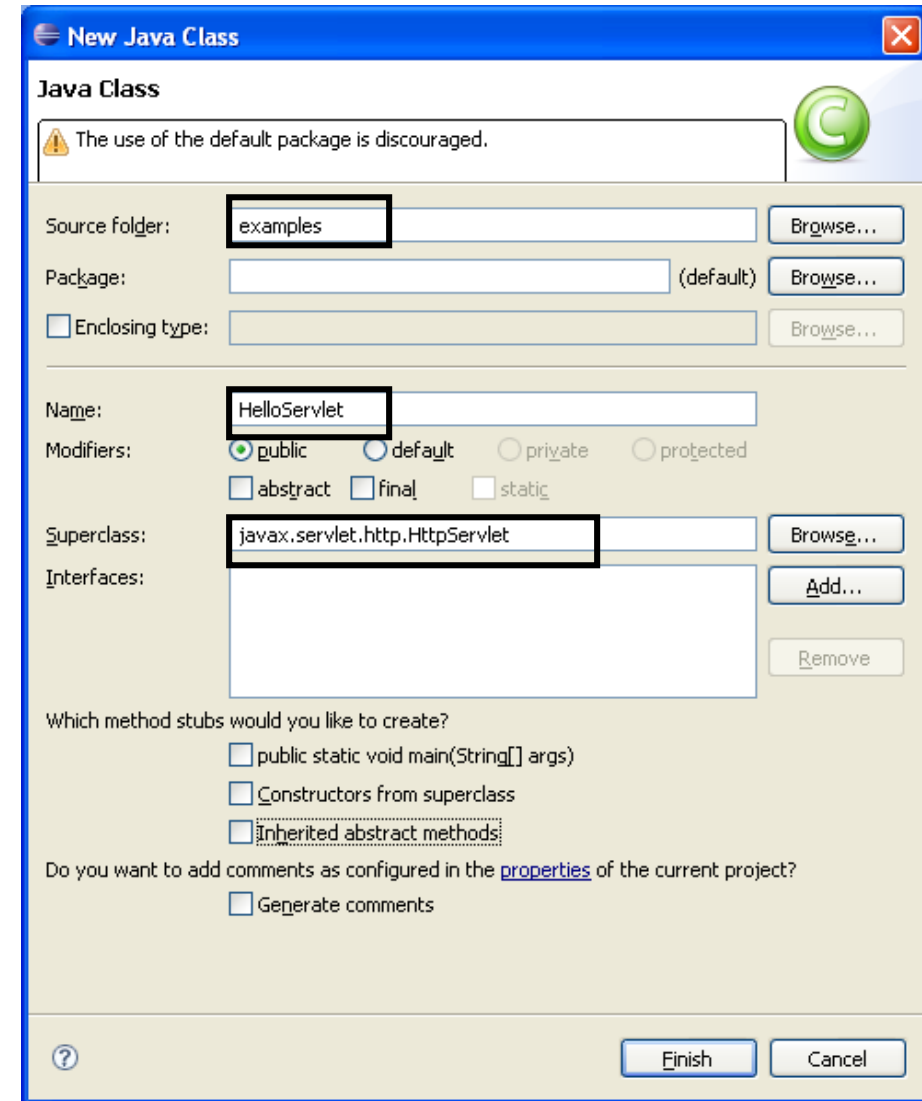 New Java Class
Java Class
The use of the default package is discouraged.
Source folder: examples Browse...
Package: (default) Browse...
Enclosing type: Browse...
Name: HelloServlet
Modifiers: public default private protected
abstract final static
Superclass: javax.servlet.http.HttpServlet Browse...
Interfaces: Add...
Remove
Which method stubs would you like to create?
public static void main(String[] args)
Constructors from superclass
Inherited abstract methods
Do you want to add comments as configured in the properties of the current project?
Generate comments
? Finish Cancel